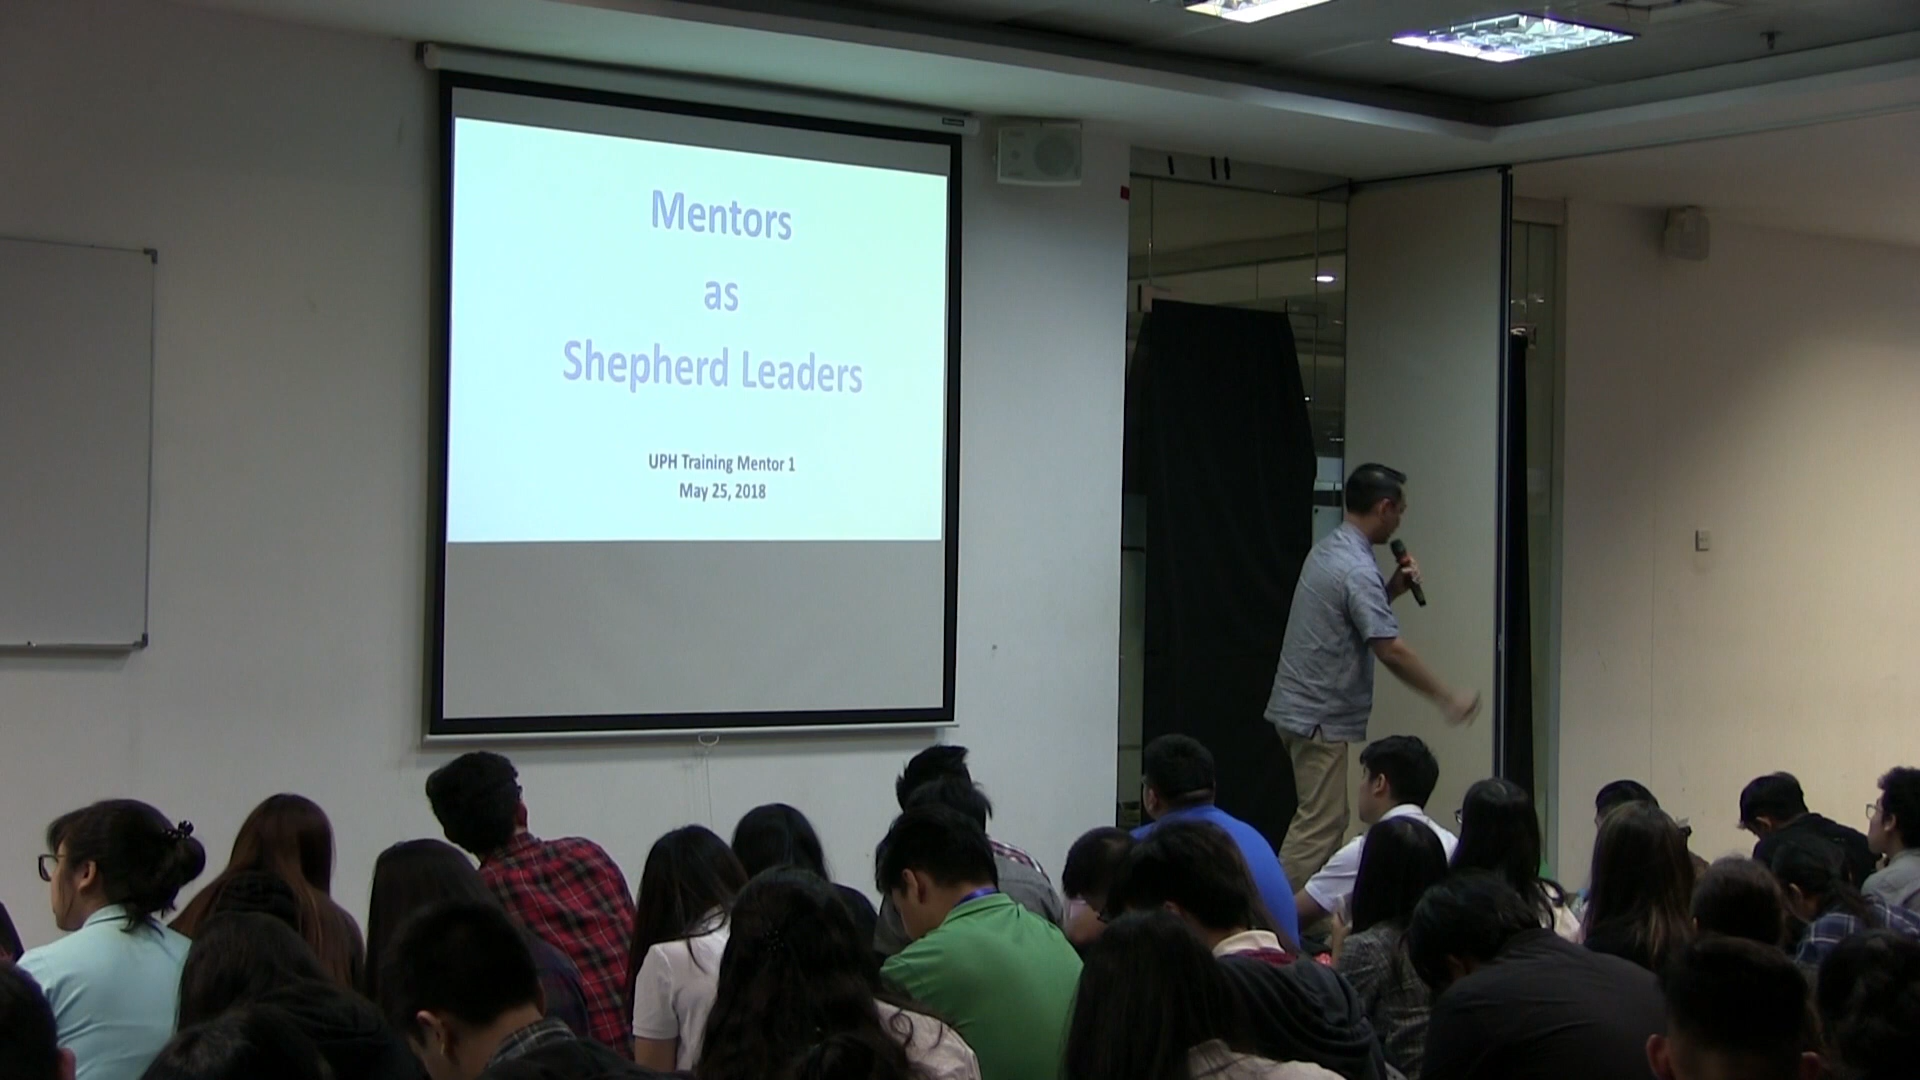 Mentors
as
Shepherd Leaders
UPH Training Mentor 1
May 25, 2018